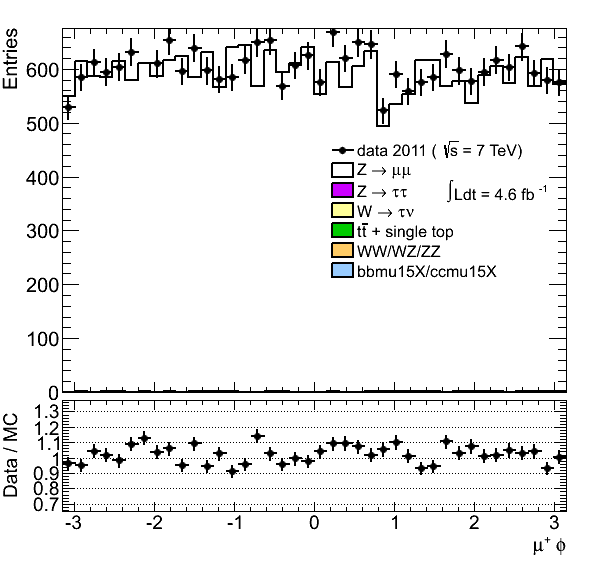 Entries
600
500
400
300
200
100
0
data 2011 ( √s = 7 TeV)
Z → μμ
Z → ττ
∫Ldt = 4.6 fb⁻¹
W → τν
tt̅ + single top
WW/WZ/ZZ
bbmu15X/ccmu15X
Data / MC
1.3
1.2
1.1
1
0.9
0.8
0.7
-3 -2 -1 0 1 2 3
μ⁺ ϕ